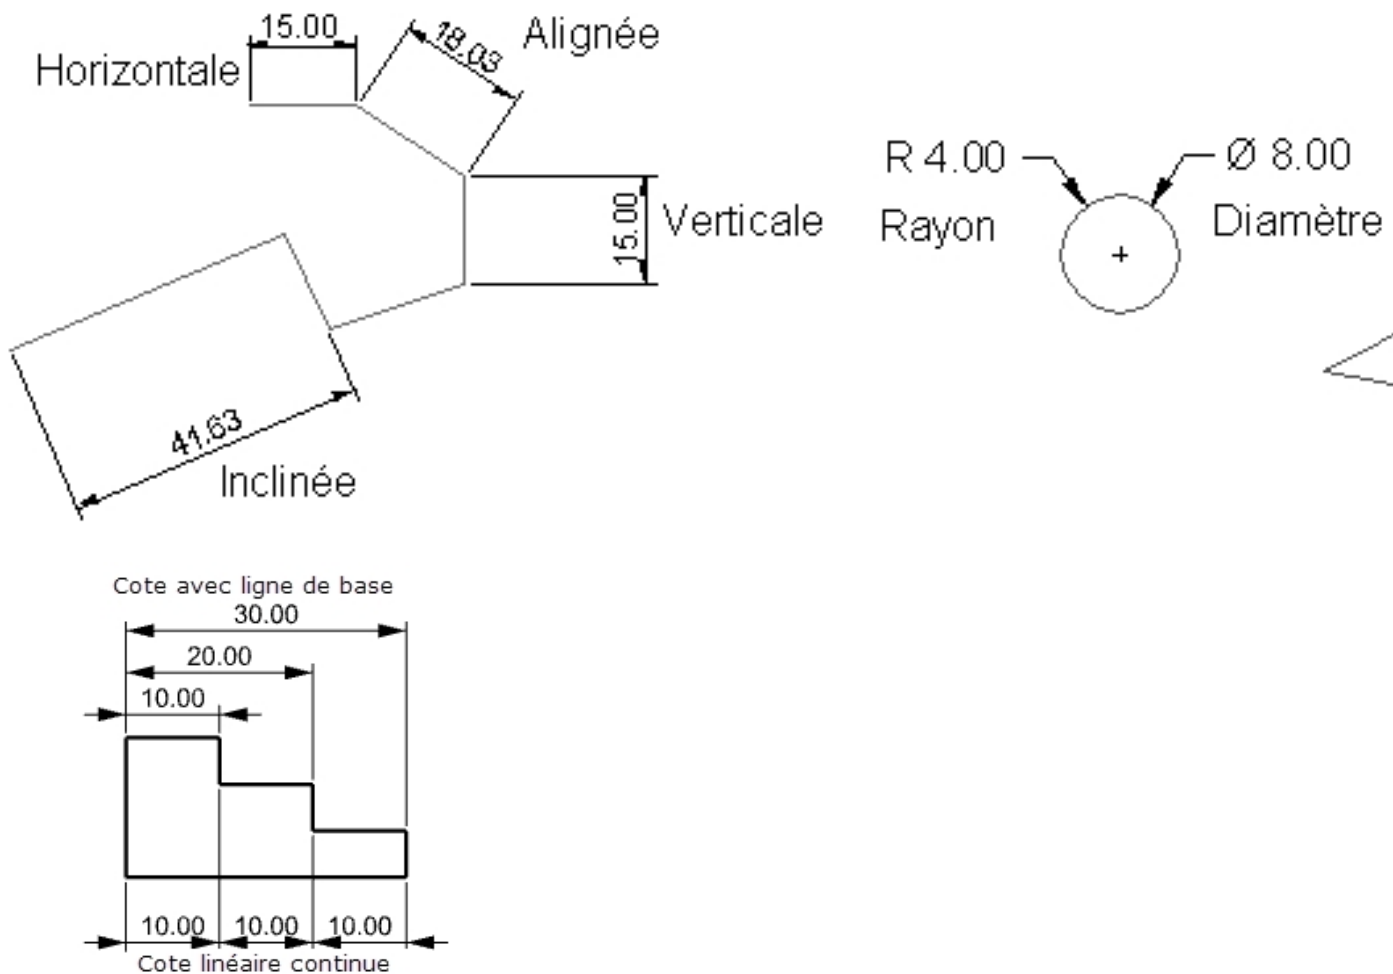 15.00
18.03
Alignée
Horizontale
R 4.00
Ø 8.00
15.00
Verticale
Rayon
Diamètre
41.63
Inclinée
Cote avec ligne de base
30.00
20.00
10.00
10.00 10.00 10.00
Cote linéaire continue